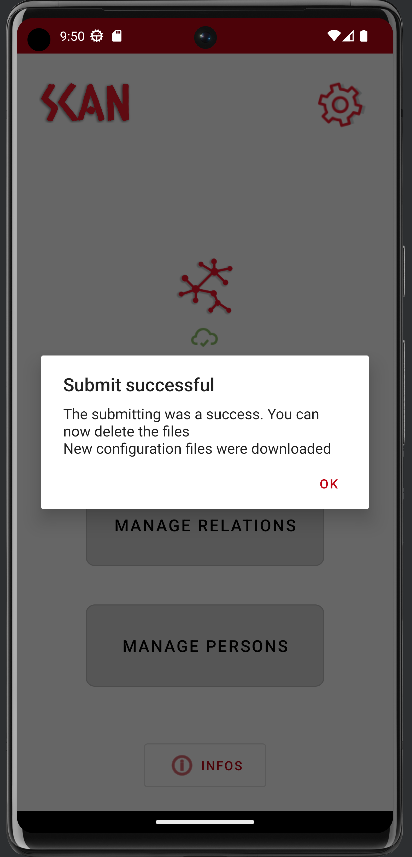 9:50
SCAN
Submit successful
The submitting was a success. You can
now delete the files
New configuration files were downloaded
OK
MANAGE RELATIONS
MANAGE PERSONS
INFOS